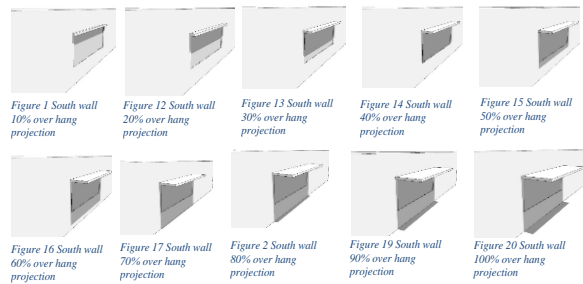 Figure 1 South wall
10% over hang
projection
Figure 12 South wall
20% over hang
projection
Figure 13 South wall
30% over hang
projection
Figure 14 South wall
40% over hang
projection
Figure 15 South wall
50% over hang
projection
Figure 16 South wall
60% over hang
projection
Figure 17 South wall
70% over hang
projection
Figure 2 South wall
80% over hang
projection
Figure 19 South wall
90% over hang
projection
Figure 20 South wall
100% over hang
projection